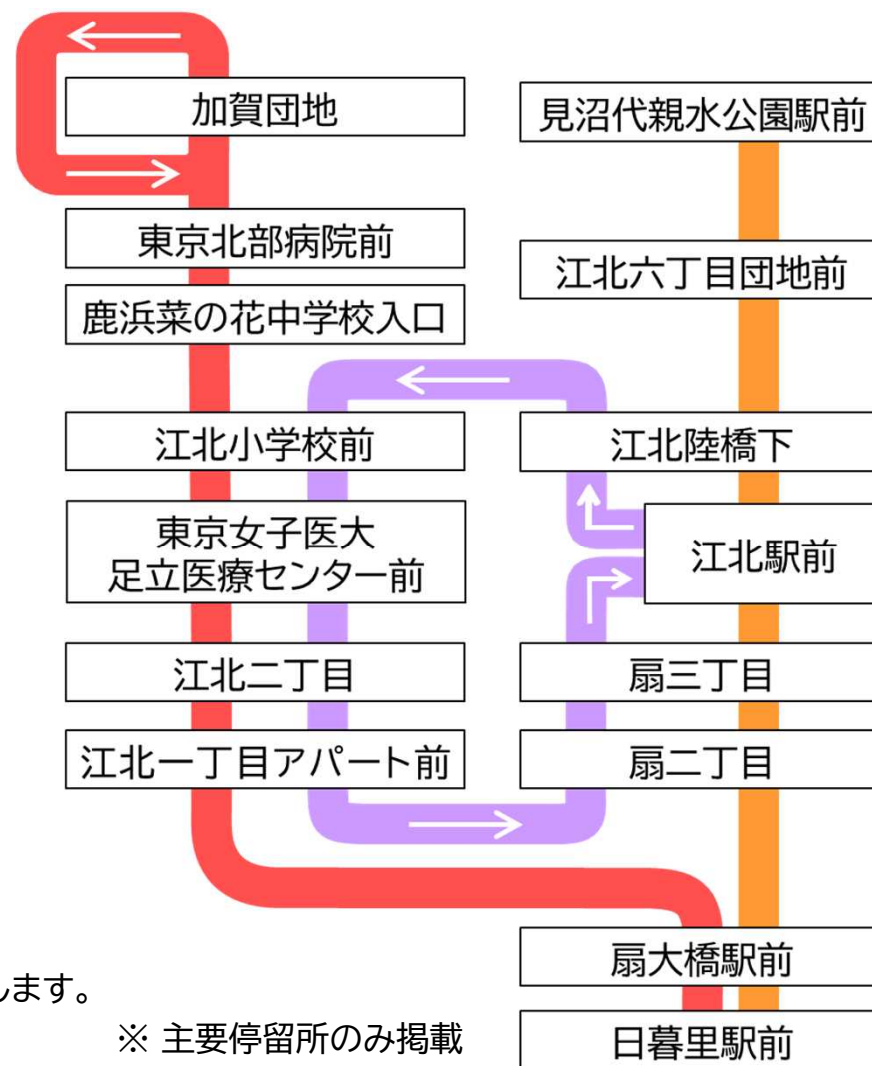 加賀団地
東京北部病院前
鹿浜菜の花中学校入口
江北小学校前
東京女子医大
足立医療センター前
江北二丁目
江北一丁目アパート前
見沼代親水公園駅前
江北六丁目団地前
江北陸橋下
江北駅前
扇三丁目
扇二丁目
扇大橋駅前
日暮里駅前
します。
※ 主要停留所のみ掲載